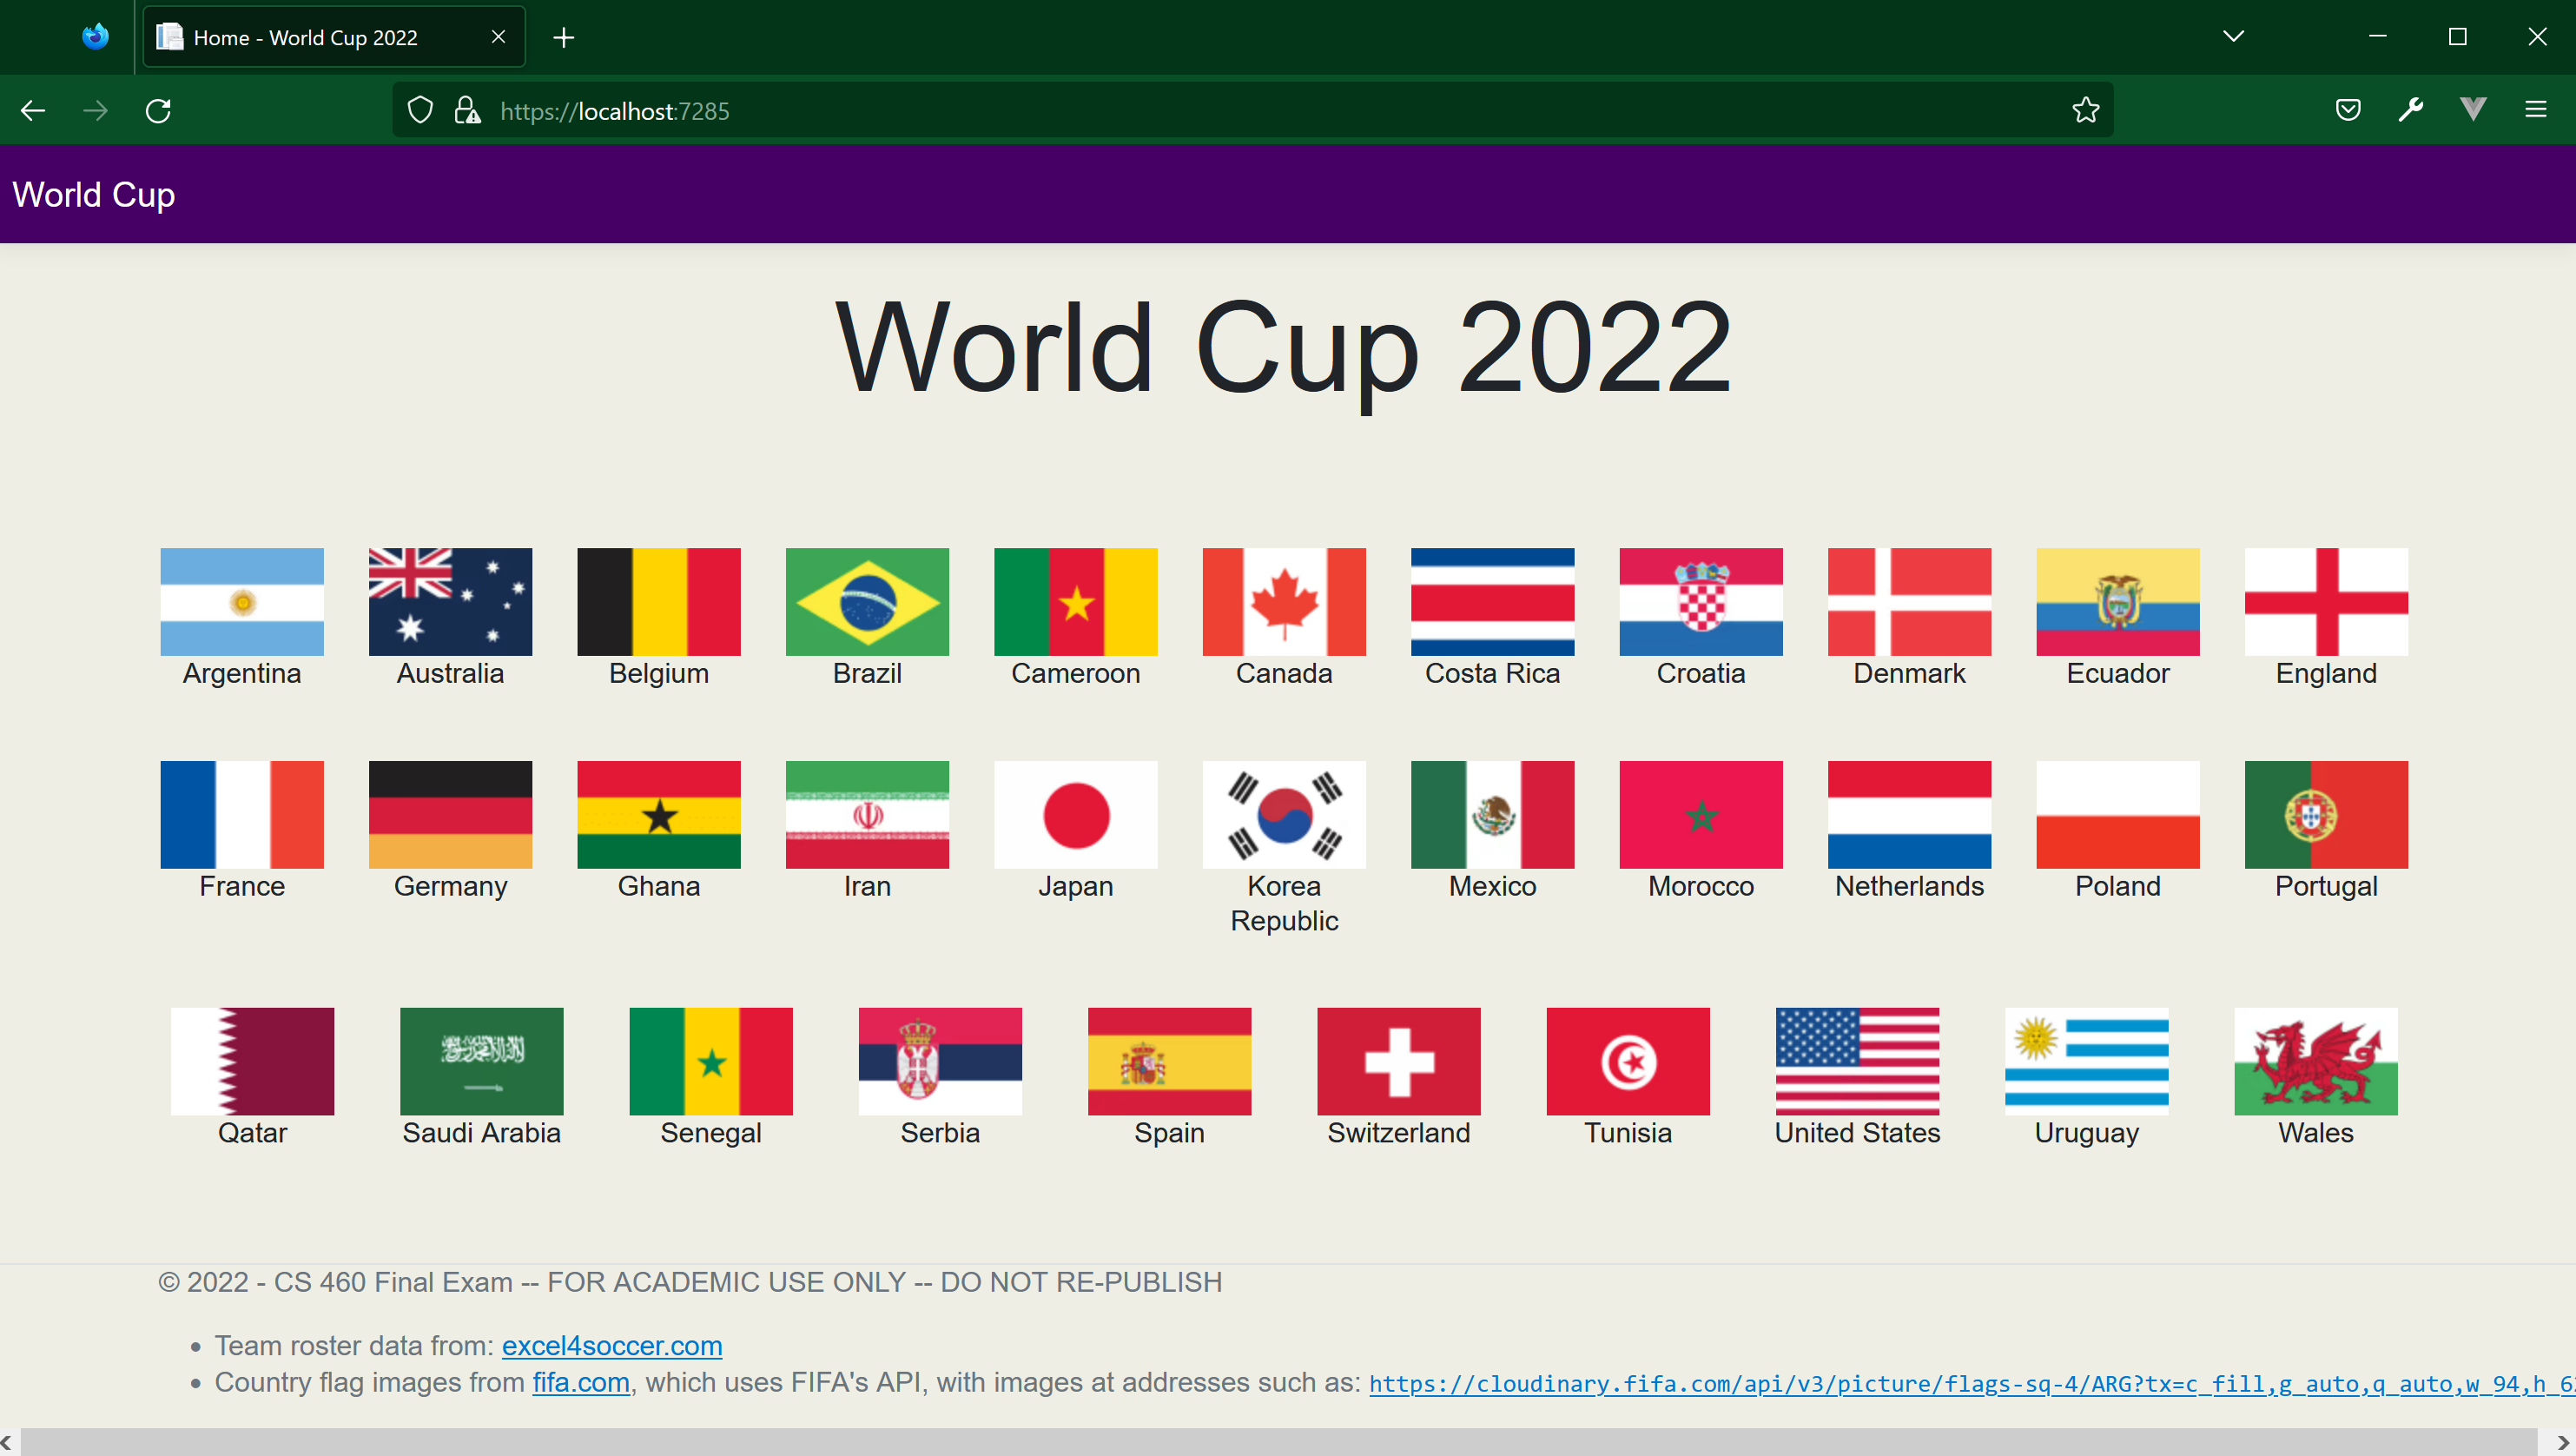 Home - World Cup 2022
https://localhost:7285
World Cup
World Cup 2022
Argentina Australia Belgium Brazil Cameroon Canada Costa Rica Croatia Denmark Ecuador England
France Germany Ghana Iran Japan Korea Republic Mexico Morocco Netherlands Poland Portugal
Qatar Saudi Arabia Senegal Serbia Spain Switzerland Tunisia United States Uruguay Wales
© 2022 - CS 460 Final Exam -- FOR ACADEMIC USE ONLY -- DO NOT RE-PUBLISH
• Team roster data from: excel4soccer.com
• Country flag images from fifa.com, which uses FIFA's API, with images at addresses such as: https://cloudinary.fifa.com/api/v3/picture/flags-sq-4/ARG?tx=c_fill,g_auto,q_auto,w_94,h_6